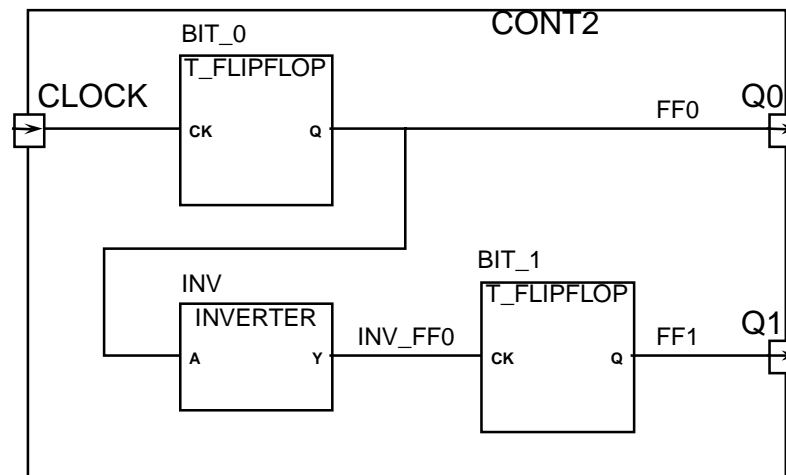 CONT2
BIT_0
T_FLIPFLOP
CLOCK
CK Q
FF0
Q0
INV
INVERTER
A Y
INV_FF0
BIT_1
T_FLIPFLOP
CK Q
FF1
Q1